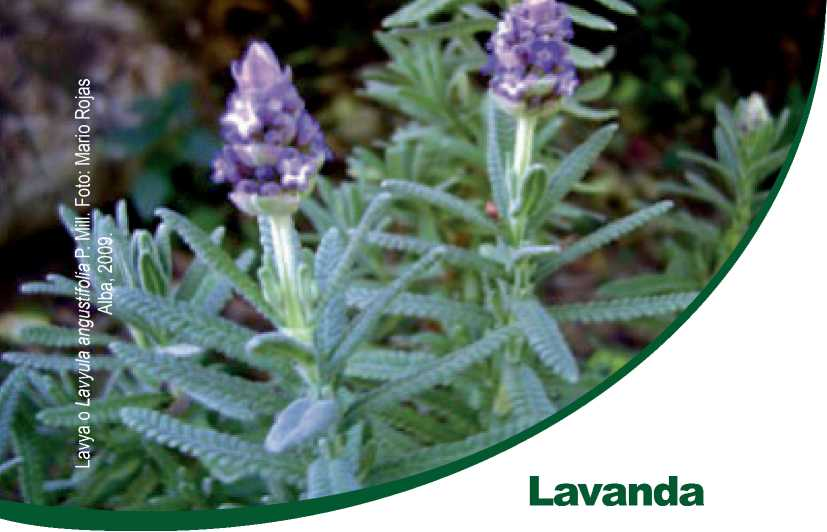 Lavya o Lavyula angustifolia P. Mill. Foto: Mario Rojas
Alba, 2009.
Lavanda